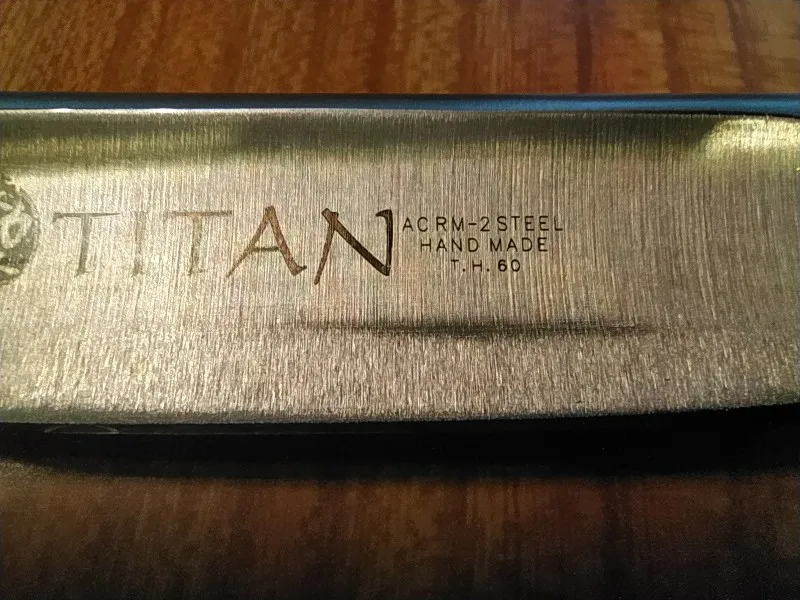 TITAN
ACRM-2 STEEL
HAND MADE
T.H.60